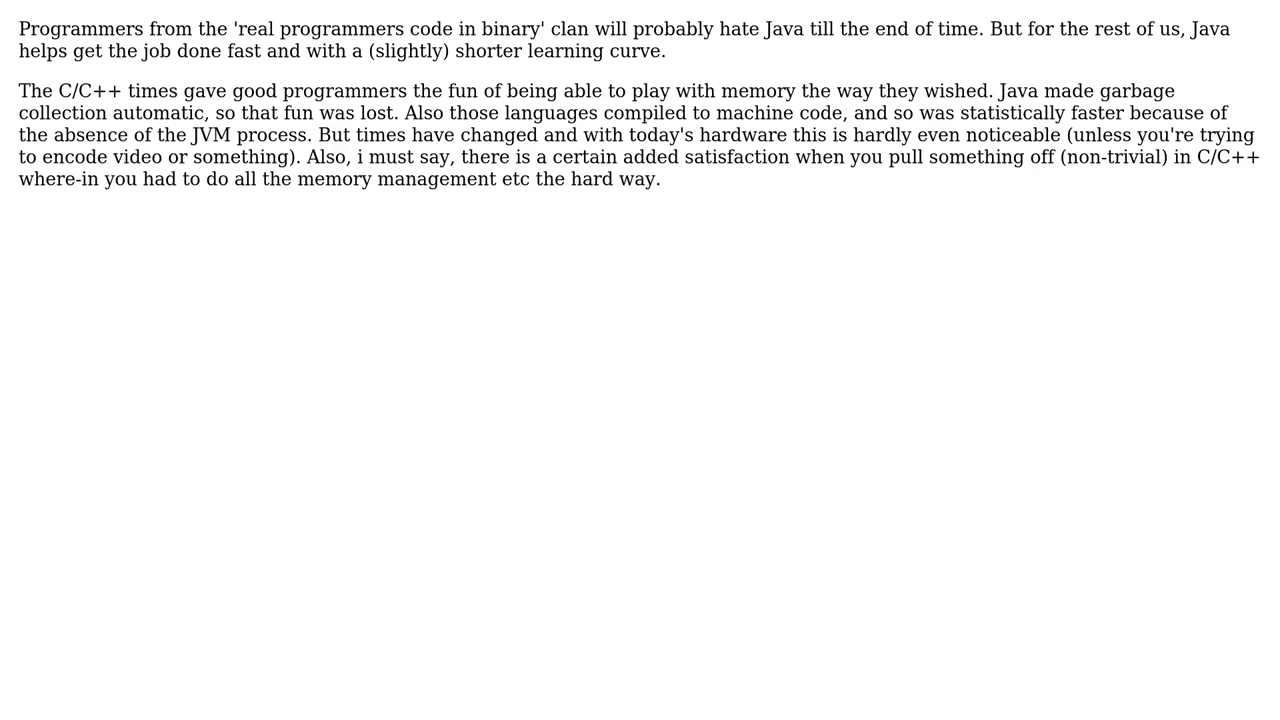 Programmers from the 'real programmers code in binary' clan will probably hate Java till the end of time. But for the rest of us, Java
helps get the job done fast and with a (slightly) shorter learning curve.
The C/C++ times gave good programmers the fun of being able to play with memory the way they wished. Java made garbage
collection automatic, so that fun was lost. Also those languages compiled to machine code, and so was statistically faster because of
the absence of the JVM process. But times have changed and with today's hardware this is hardly even noticeable (unless you're trying
to encode video or something). Also, i must say, there is a certain added satisfaction when you pull something off (non-trivial) in C/C++
where-in you had to do all the memory management etc the hard way.